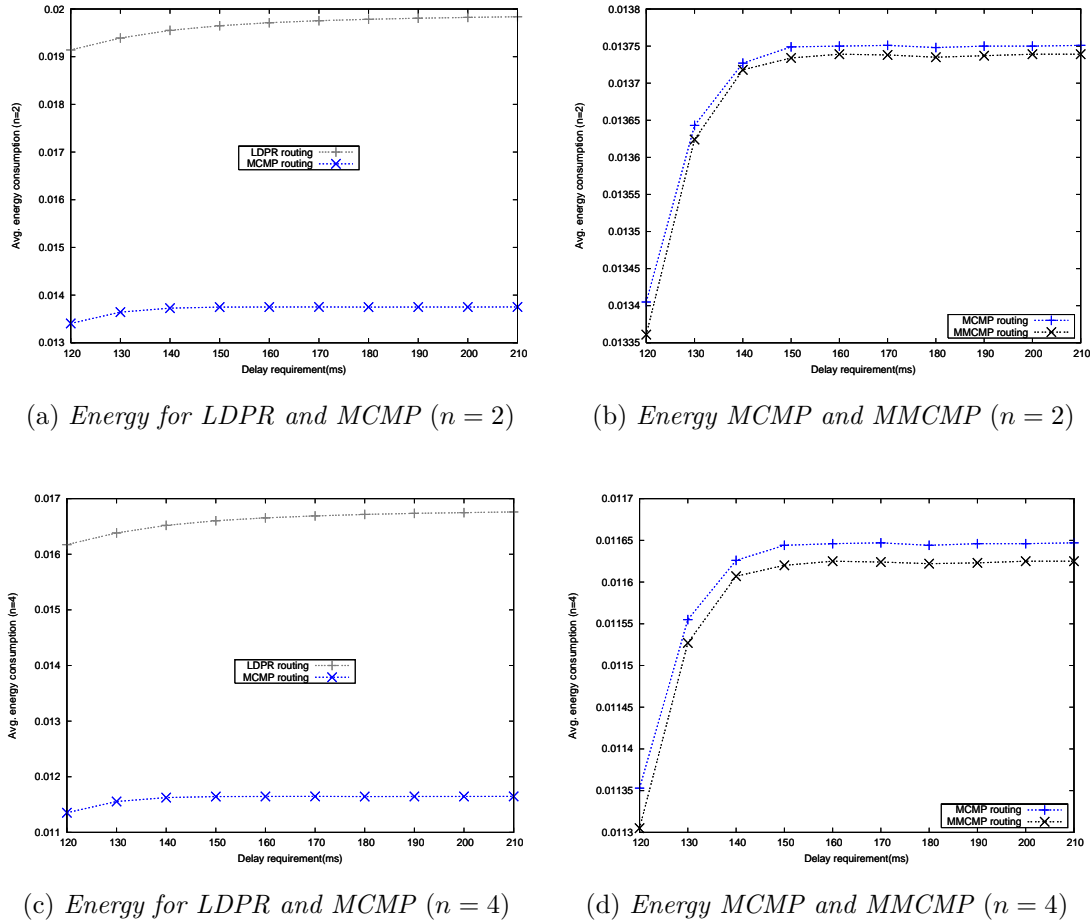 0.02
0.019
0.018
0.017
0.016
0.015
0.014
0.013
120 130 140 150 160 170 180 190 200 210
Avg. energy consumption (n=2)
Delay requirement(ms)
LDPR routing
MCMP routing
(a) Energy for LDPR and MCMP (n = 2)
0.0138
0.01375
0.0137
0.01365
0.0136
0.01355
0.0135
0.01345
0.0134
0.01335
120 130 140 150 160 170 180 190 200 210
Avg. energy consumption (n=2)
Delay requirement(ms)
MCMP routing
MMCMP routing
(b) Energy MCMP and MMCMP (n = 2)
0.017
0.016
0.015
0.014
0.013
0.012
0.011
120 130 140 150 160 170 180 190 200 210
Avg. energy consumption (n=4)
Delay requirement(ms)
LDPR routing
MCMP routing
(c) Energy for LDPR and MCMP (n = 4)
0.0117
0.01165
0.0116
0.01155
0.0115
0.01145
0.0114
0.01135
0.0113
120 130 140 150 160 170 180 190 200 210
Avg. energy consumption (n=4)
Delay requirement(ms)
MCMP routing
MMCMP routing
(d) Energy MCMP and MMCMP (n = 4)